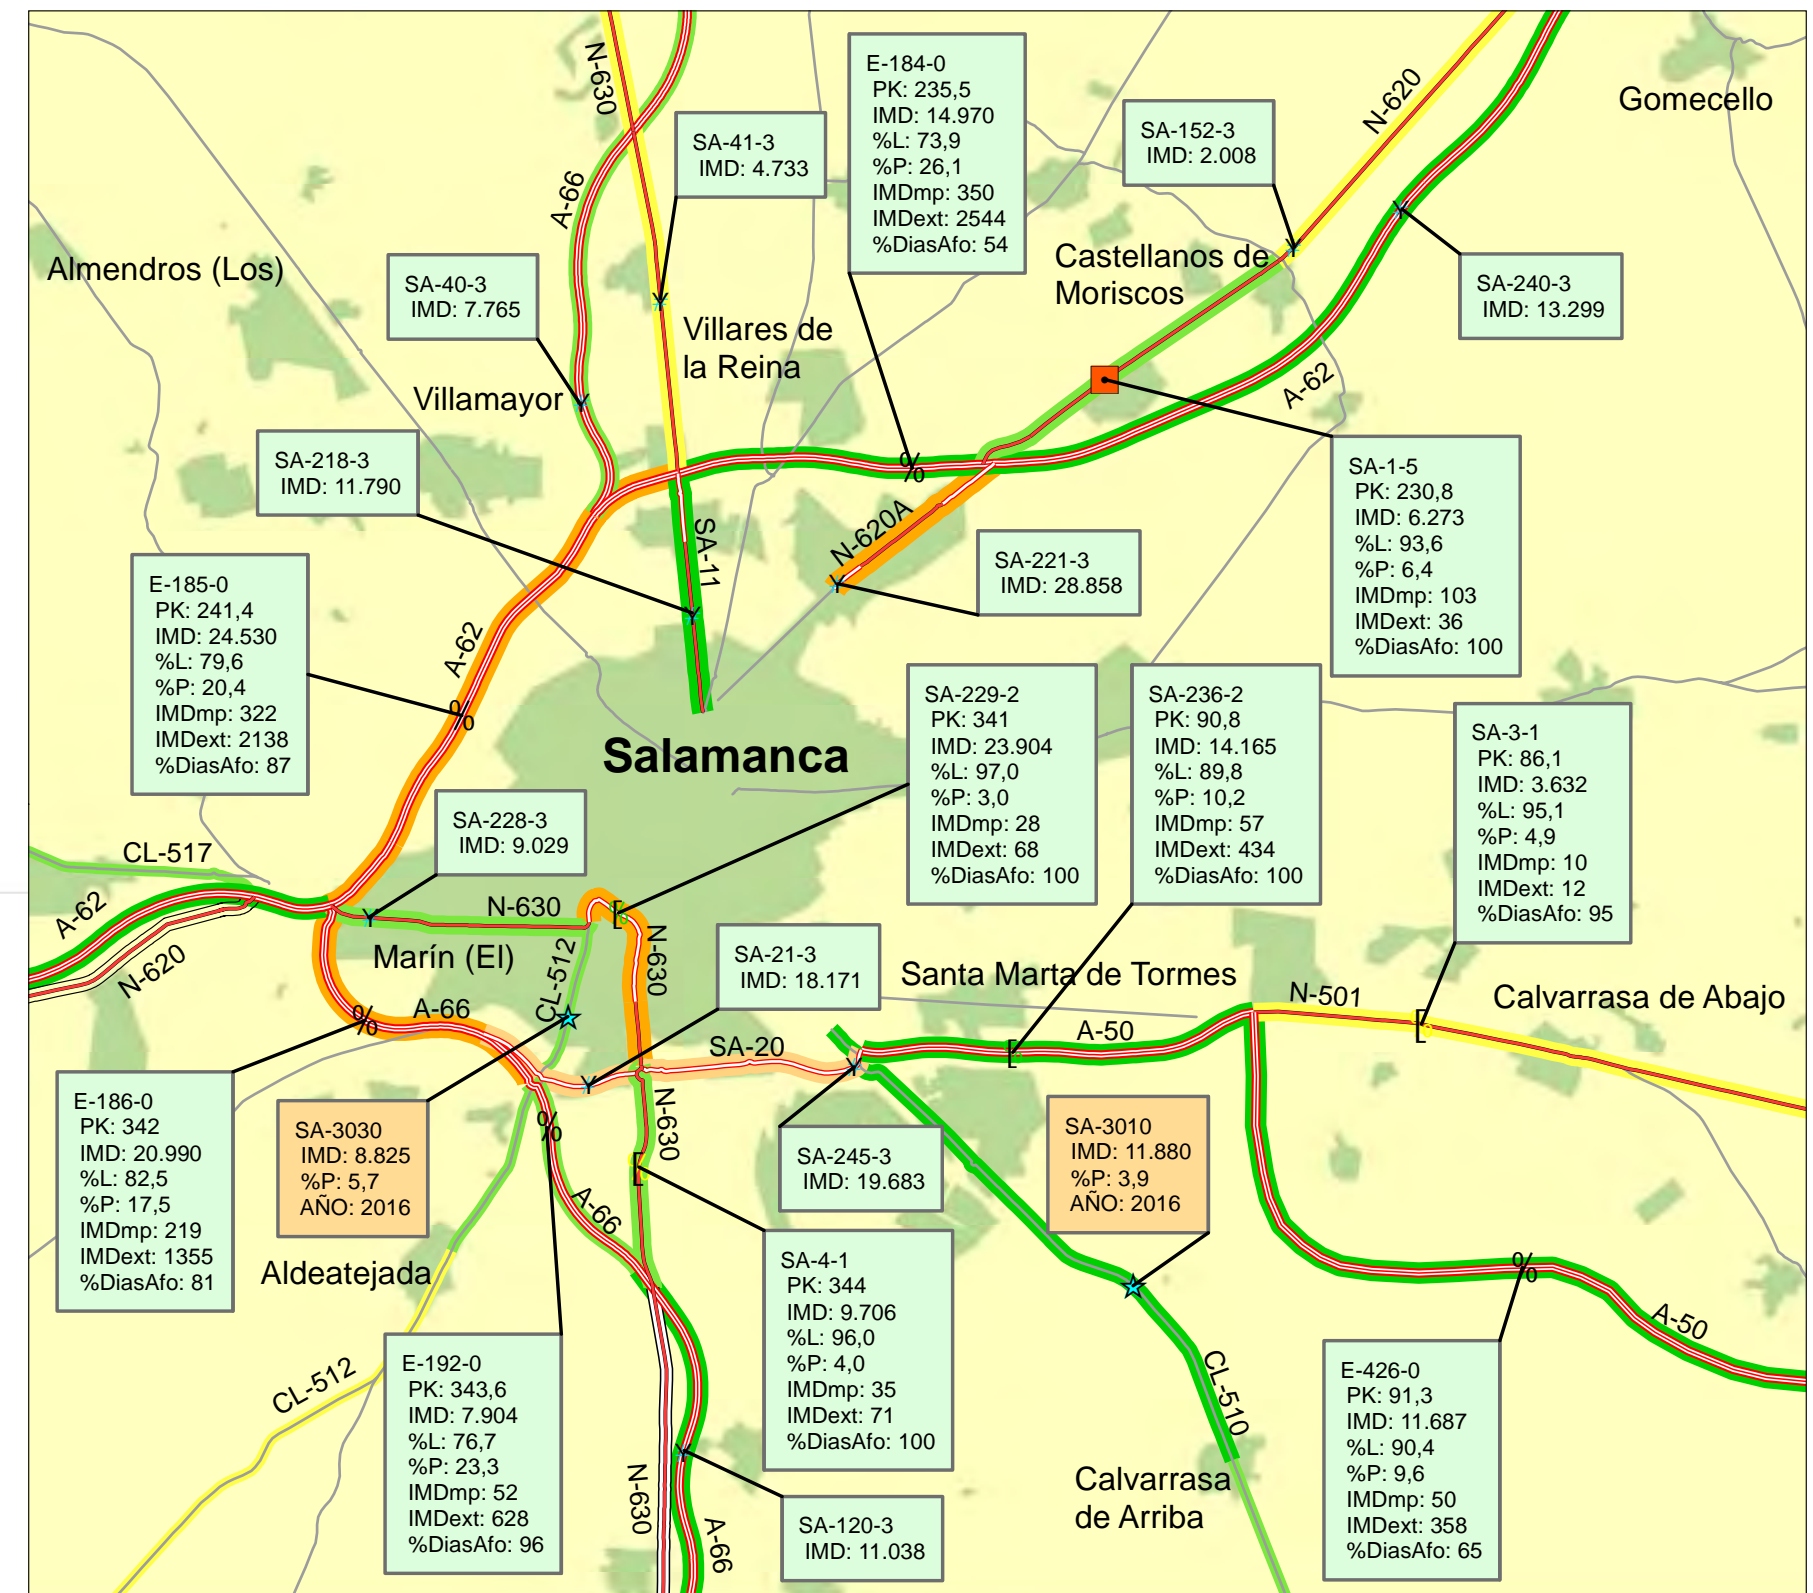 N-630
A-66
SA-41-3
IMD: 4.733
E-184-0
PK: 235,5
IMD: 14.970
%L: 73,9
%P: 26,1
IMDmp: 350
IMDext: 2544
%DiasAfo: 54
SA-152-3
IMD: 2.008
N-620
Gomecello
Almendros (Los)
SA-40-3
IMD: 7.765
Villares de
la Reina
Castellanos de
Moriscos
SA-240-3
IMD: 13.299
Villamayor
A-62
SA-218-3
IMD: 11.790
SA-11
N-620A
SA-221-3
IMD: 28.858
SA-1-5
PK: 230,8
IMD: 6.273
%L: 93,6
%P: 6,4
IMDmp: 103
IMDext: 36
%DiasAfo: 100
E-185-0
PK: 241,4
IMD: 24.530
%L: 79,6
%P: 20,4
IMDmp: 322
IMDext: 2138
%DiasAfo: 87
A-62
%
%
Salamanca
SA-229-2
PK: 341
IMD: 23.904
%L: 97,0
%P: 3,0
IMDmp: 28
IMDext: 68
%DiasAfo: 100
SA-236-2
PK: 90,8
IMD: 14.165
%L: 89,8
%P: 10,2
IMDmp: 57
IMDext: 434
%DiasAfo: 100
SA-3-1
PK: 86,1
IMD: 3.632
%L: 95,1
%P: 4,9
IMDmp: 10
IMDext: 12
%DiasAfo: 95
SA-228-3
IMD: 9.029
CL-517
A-62
N-620
N-630
Marín (El)
CL-512
N-630
SA-21-3
IMD: 18.171
Santa Marta de Tormes
N-501
Calvarrasa de Abajo
%
A-66
SA-20
A-50
E-186-0
PK: 342
IMD: 20.990
%L: 82,5
%P: 17,5
IMDmp: 219
IMDext: 1355
%DiasAfo: 81
SA-3030
IMD: 8.825
%P: 5,7
AÑO: 2016
%
N-630
A-66
SA-245-3
IMD: 19.683
SA-3010
IMD: 11.880
%P: 3,9
AÑO: 2016
Aldeatejada
SA-4-1
PK: 344
IMD: 9.706
%L: 96,0
%P: 4,0
IMDmp: 35
IMDext: 71
%DiasAfo: 100
%
A-50
CL-512
E-192-0
PK: 343,6
IMD: 7.904
%L: 76,7
%P: 23,3
IMDmp: 52
IMDext: 628
%DiasAfo: 96
CL-510
E-426-0
PK: 91,3
IMD: 11.687
%L: 90,4
%P: 9,6
IMDmp: 50
IMDext: 358
%DiasAfo: 65
N-630
A-66
SA-120-3
IMD: 11.038
Calvarrasa
de Arriba